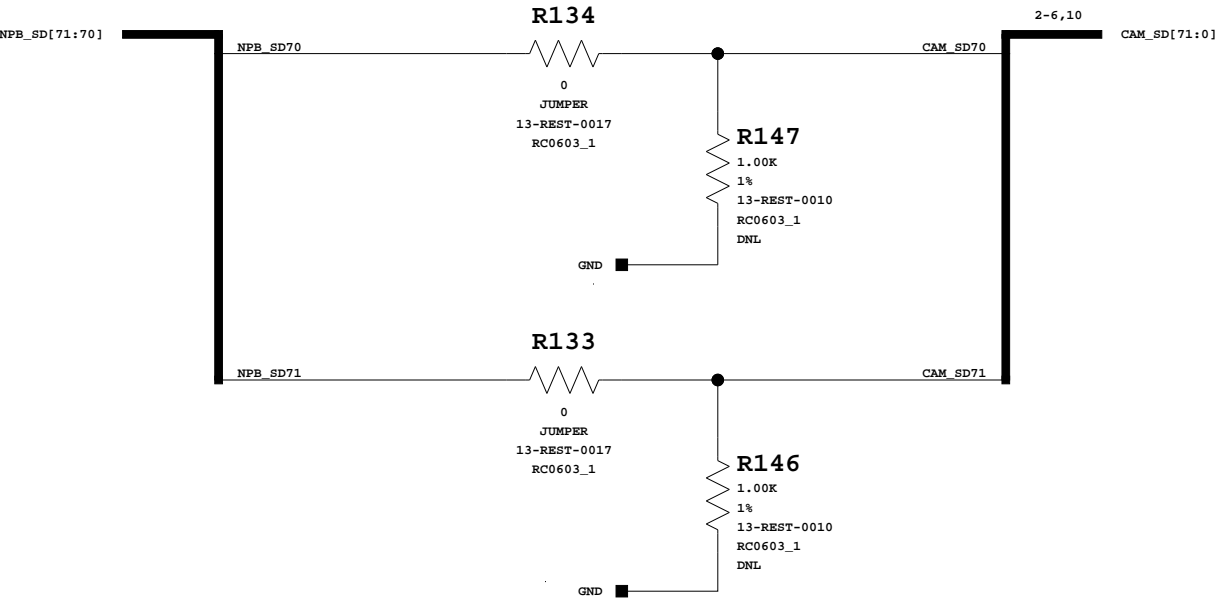 R134
2-6,10
NPB_SD[71:70]
CAM_SD[71:0]
NPB_SD70
CAM_SD70
0
JUMPER
13-REST-0017
RC0603_1
R147
1.00K
1%
13-REST-0010
RC0603_1
DNL
GND
R133
NPB_SD71
CAM_SD71
0
JUMPER
13-REST-0017
RC0603_1
R146
1.00K
1%
13-REST-0010
RC0603_1
DNL
GND